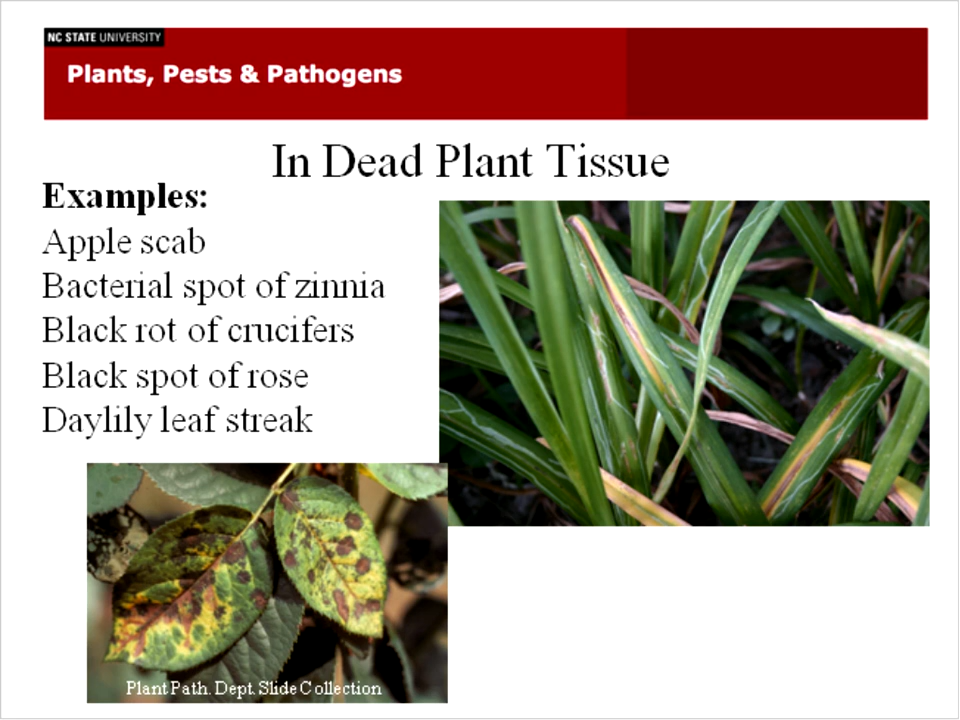 NC STATE UNIVERSITY
Plants, Pests & Pathogens
In Dead Plant Tissue
Examples:
Apple scab
Bacterial spot of zinnia
Black rot of crucifers
Black spot of rose
Daylily leaf streak
Plant Path. Dept. Slide Collection